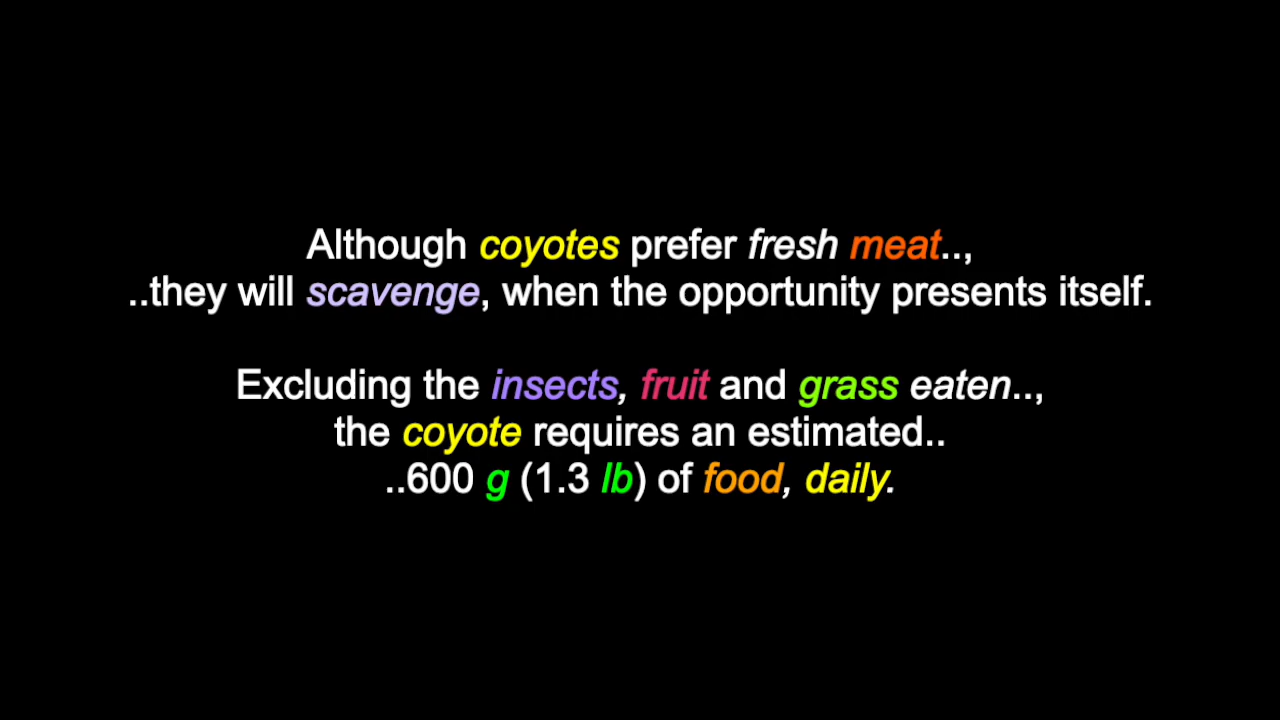 Although coyotes prefer fresh meat..,
..they will scavenge, when the opportunity presents itself.
Excluding the insects, fruit and grass eaten..,
the coyote requires an estimated..
..600 g (1.3 lb) of food, daily.